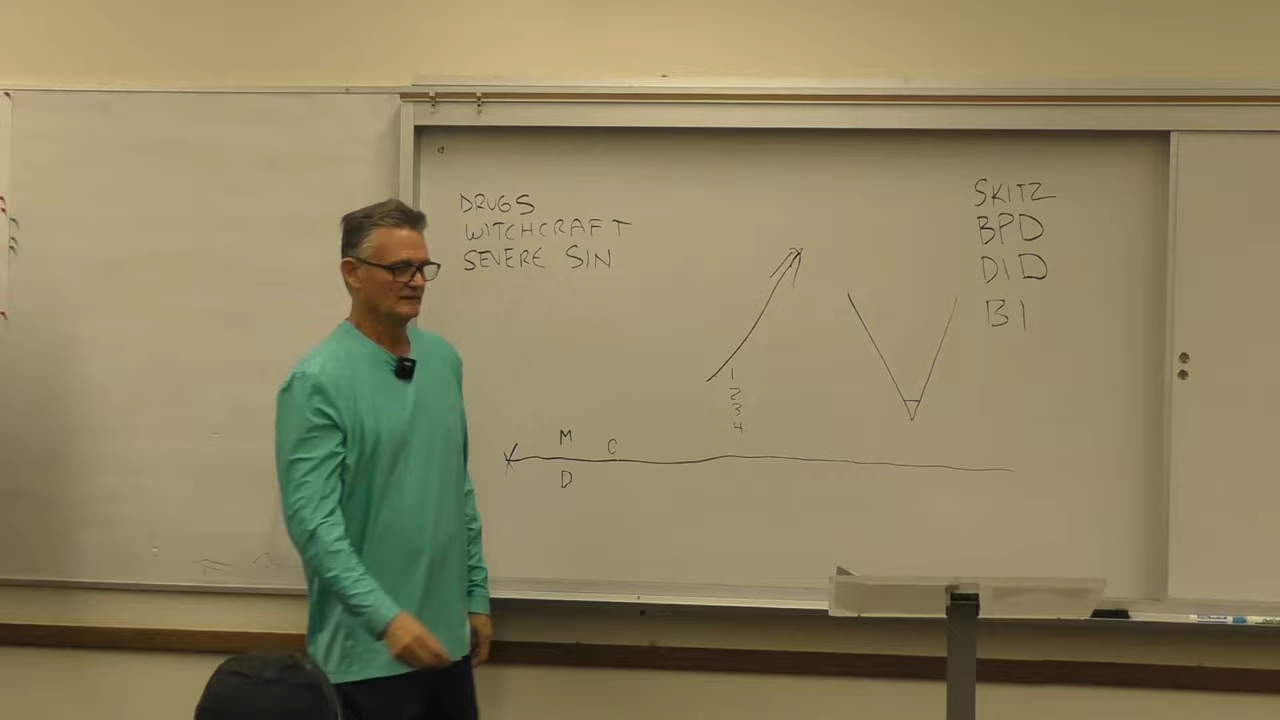 DRUGS
WITCHCRAFT
SEVERE SIN
SKITZ
BPD
DID
BI
1
2
3
4
M
C
D